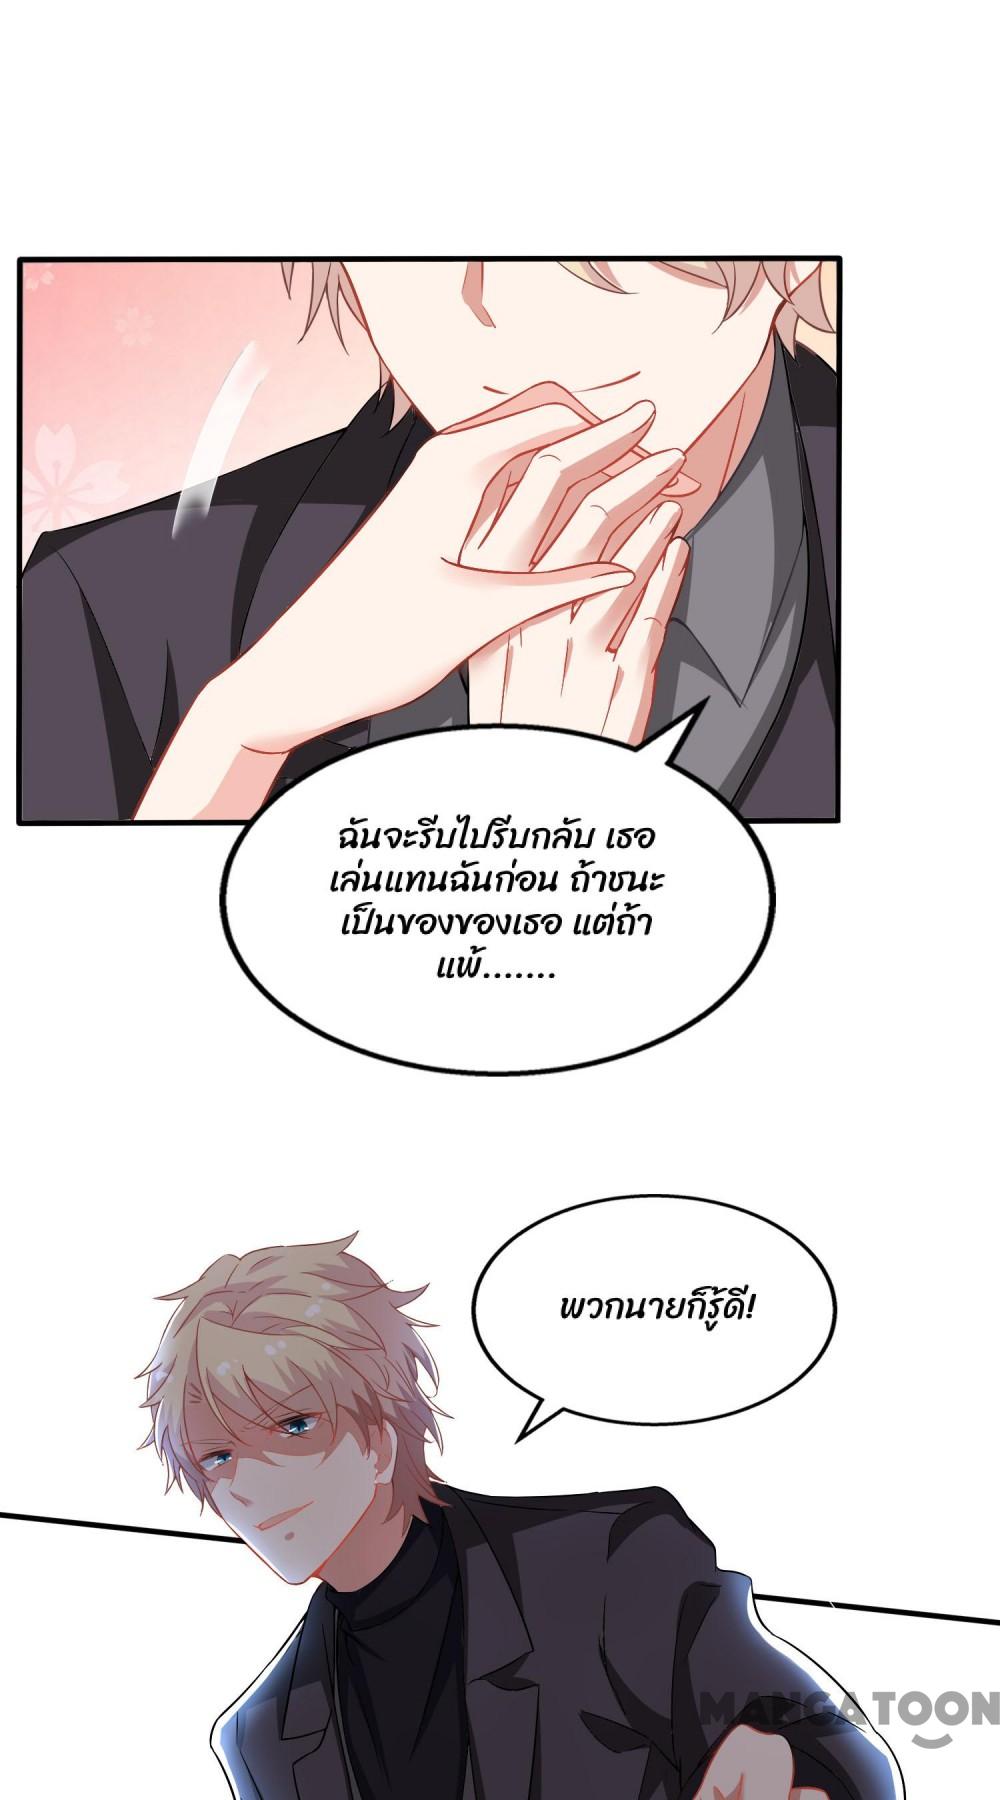 ฉันจะรีบไปรีบกลับ เธอ
เล่นแทนฉันก่อน ถ้าชนะ
เป็นของของเธอ แต่ถ้า
แพ้.......
พวกนายก็รู้ดี!
MANGATOON